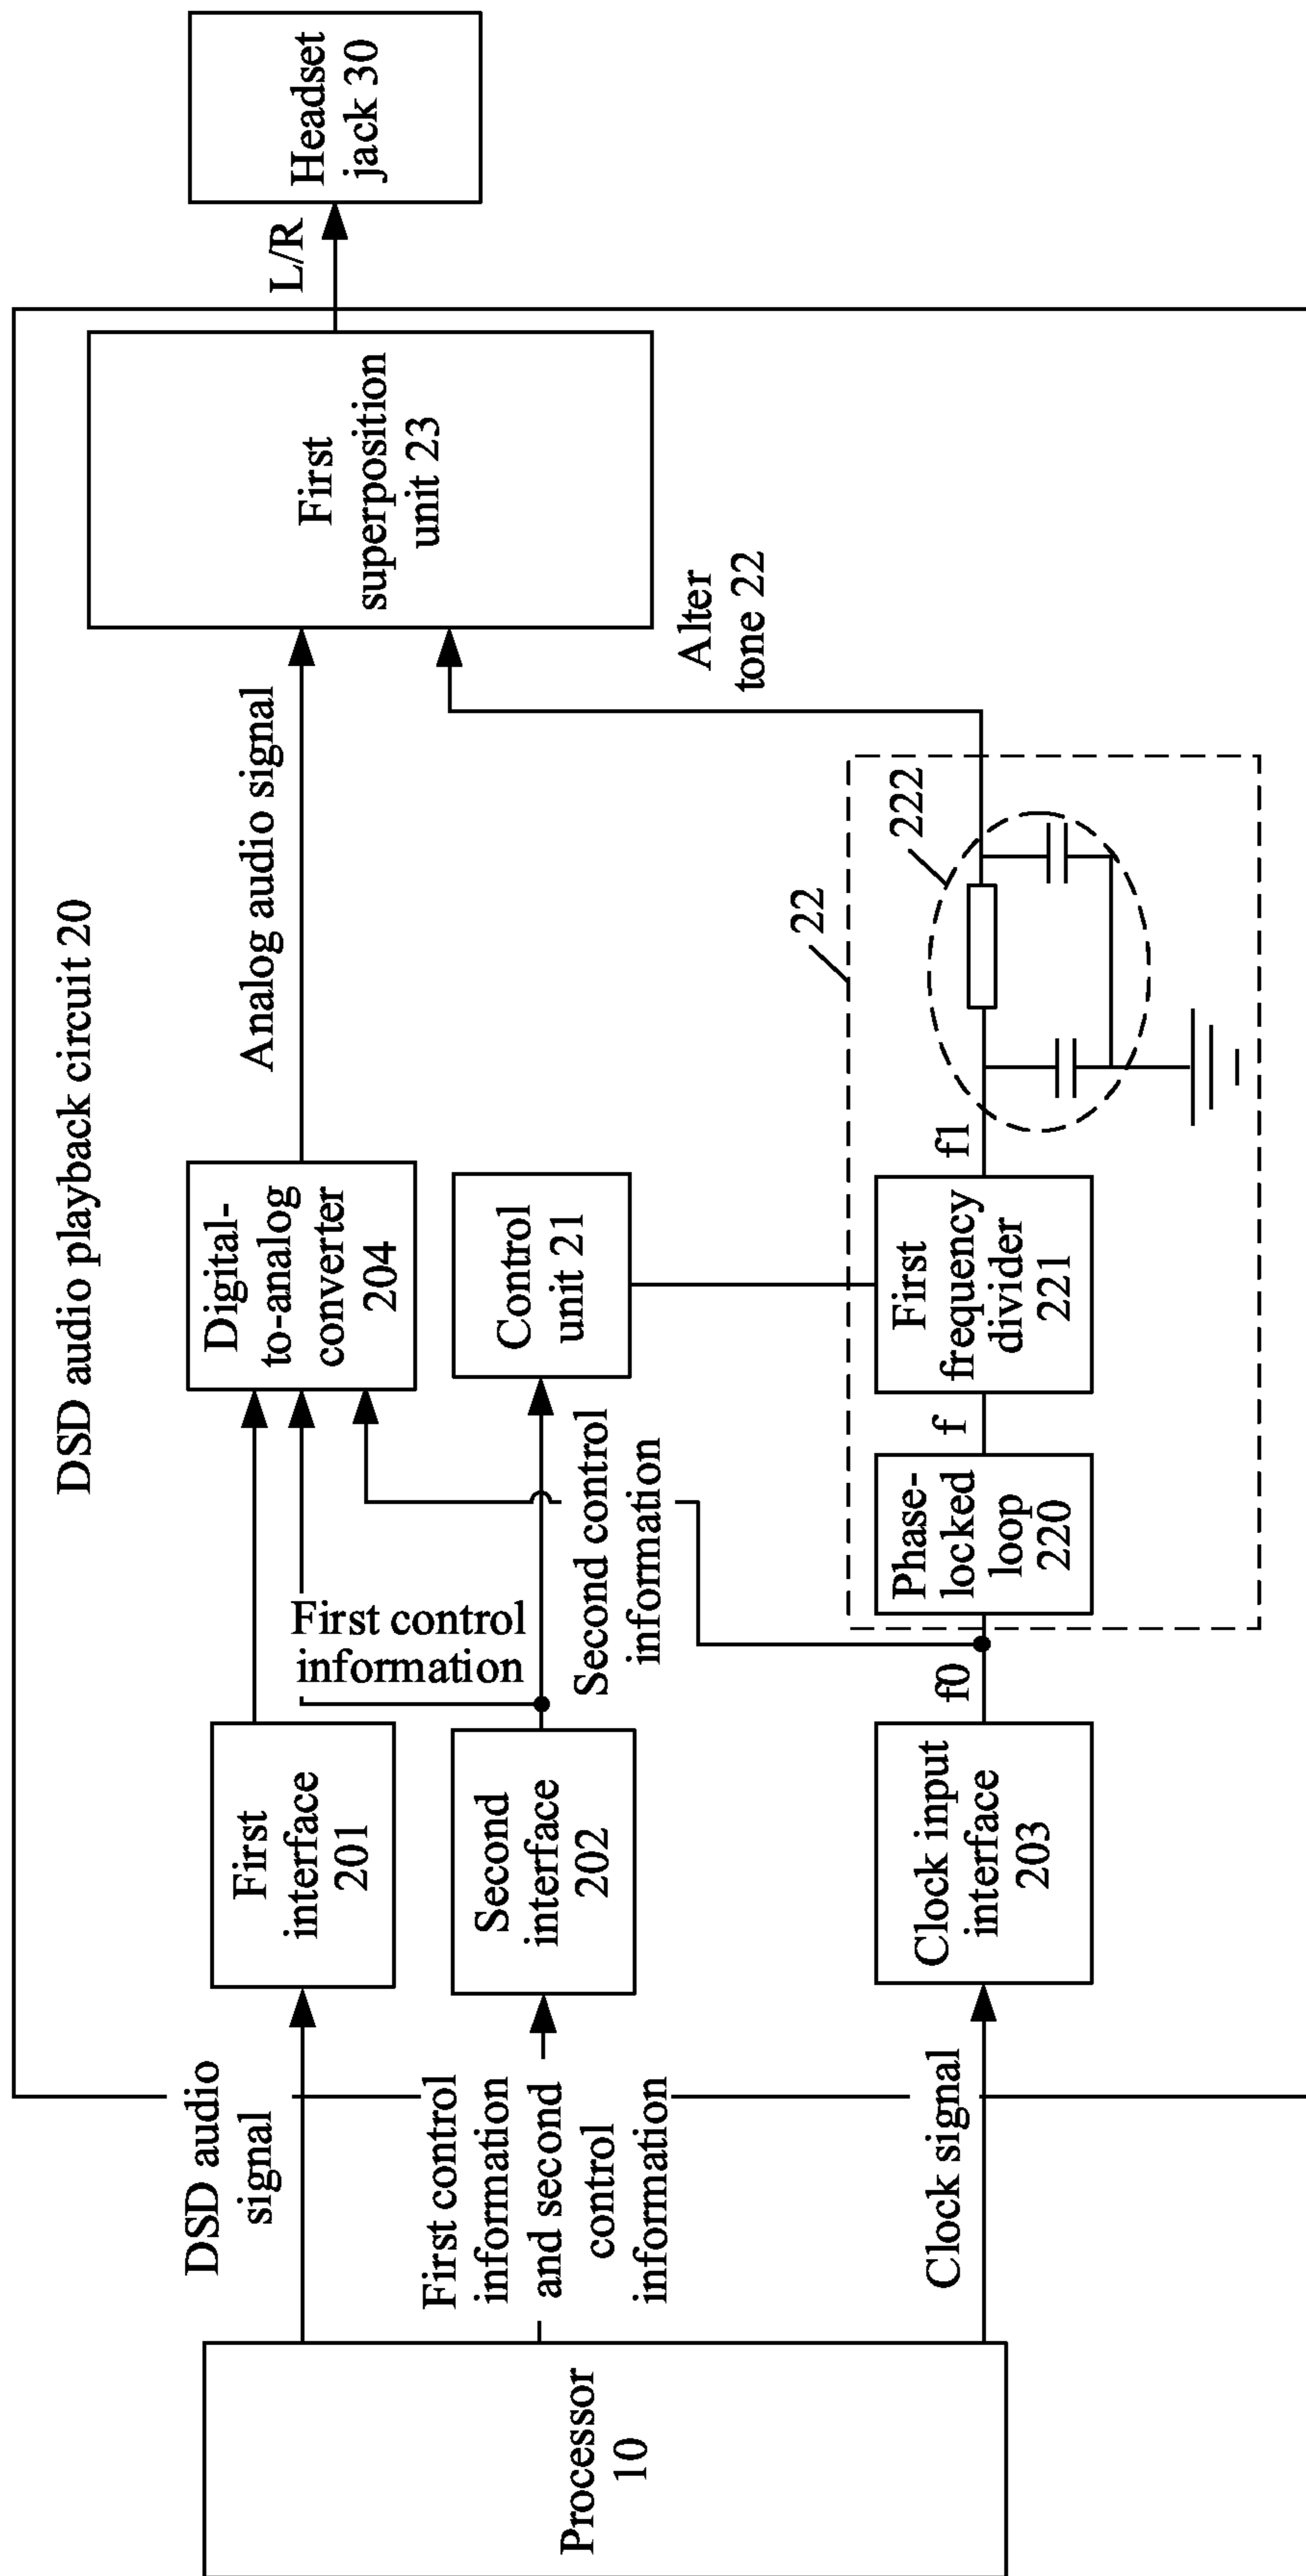 DSD audio playback circuit 20
Processor
10
DSD audio
signal
First control
information
and second
control
information
Clock signal
First
interface
201
Second
interface
202
Clock input
interface
203
First control
information
Second control
information
f0
Digital-
to-analog
converter
204
Control
unit 21
Phase-
locked
loop
220
f
First
frequency
divider
221
f1
22
222
Analog audio signal
Alter
tone 22
First
superposition
unit 23
L/R
Headset
jack 30